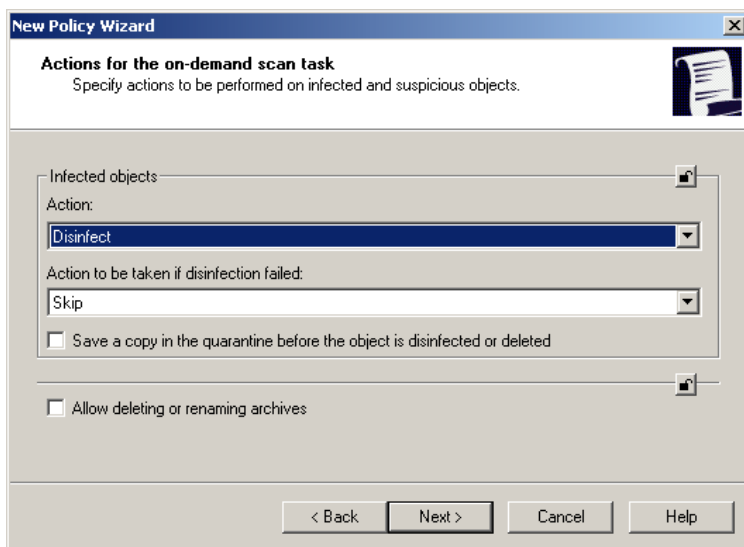 New Policy Wizard
Actions for the on-demand scan task
Specify actions to be performed on infected and suspicious objects.
Infected objects
Action:
Disinfect
Action to be taken if disinfection failed:
Skip
Save a copy in the quarantine before the object is disinfected or deleted
Allow deleting or renaming archives
< Back Next > Cancel Help